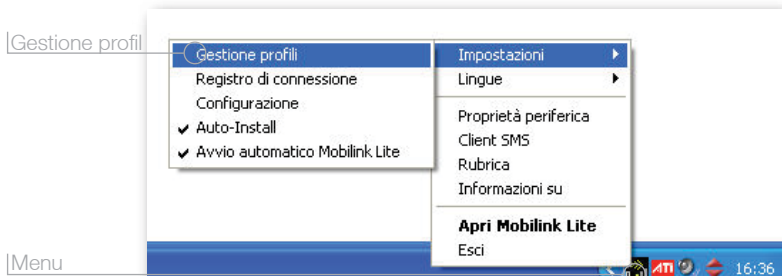 Gestione profil
Gestione profili
Registro di connessione
Configurazione
Auto-Install
Avvio automatico Mobilink Lite
Impostazioni
Lingue
Proprietà periferica
Client SMS
Rubrica
Informazioni su
Apri Mobilink Lite
Esci
Menu
ATI
16:36